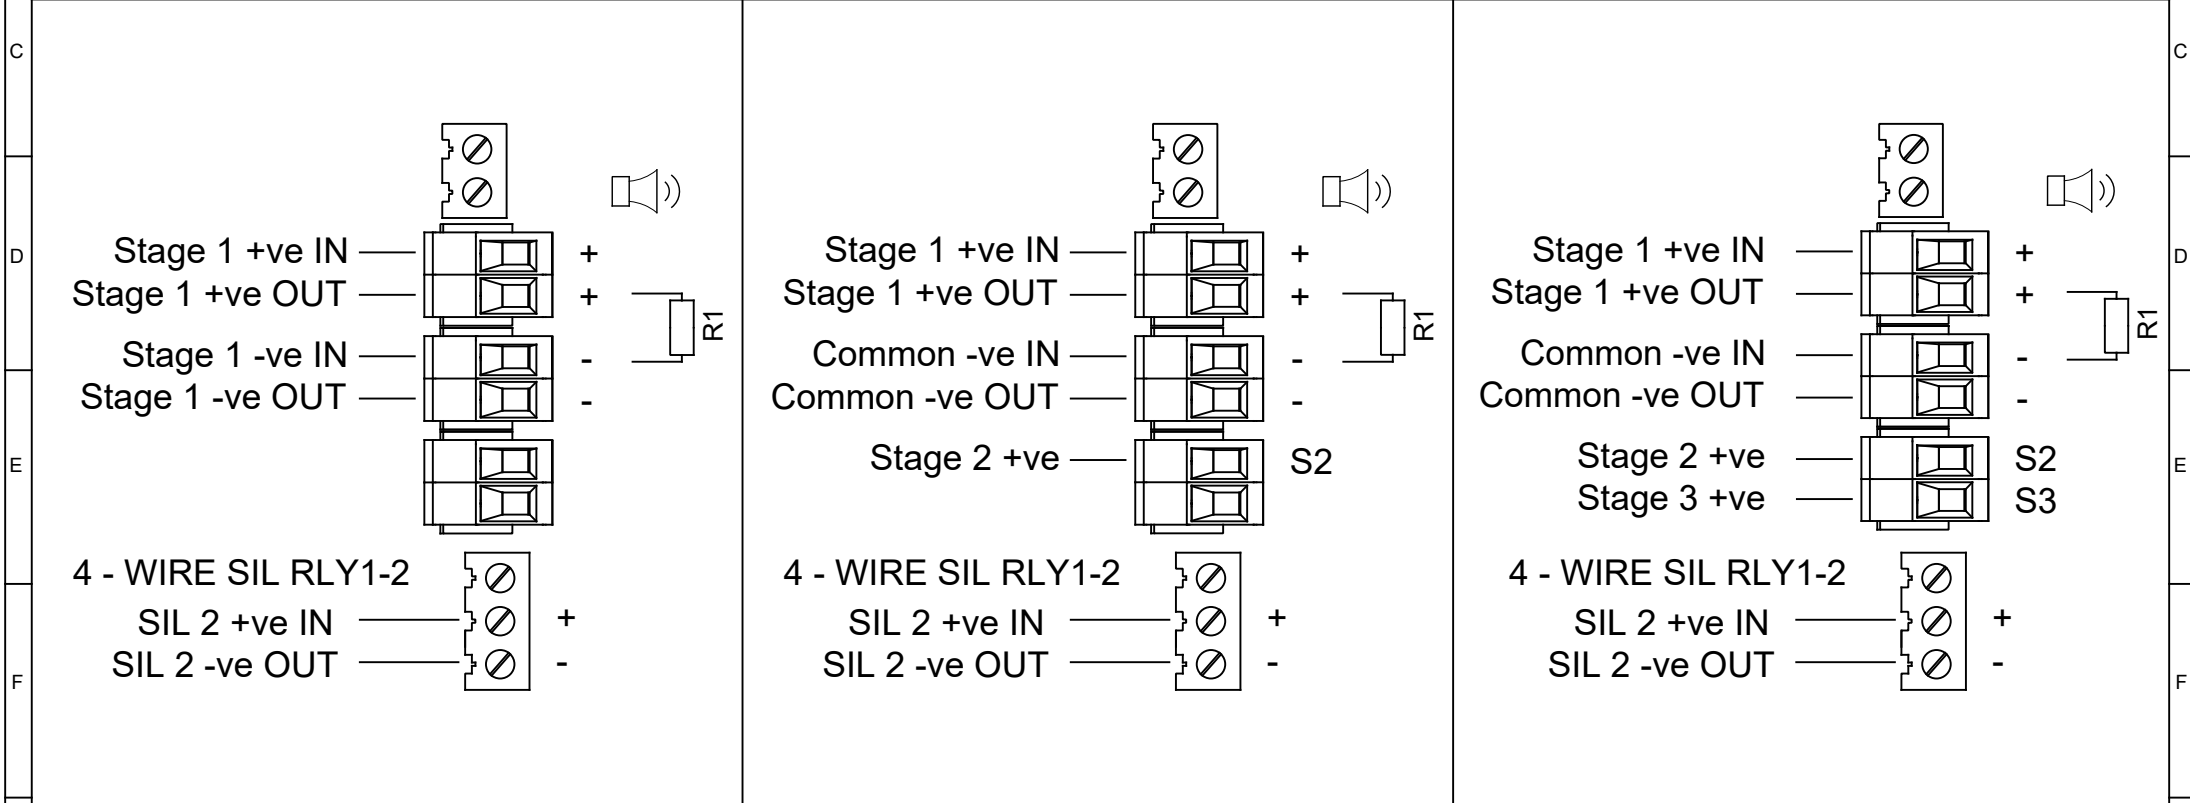 C
D
E
F
Stage 1 +ve IN
+
Stage 1 +ve OUT
+
R1
Stage 1 -ve IN
-
Stage 1 -ve OUT
-
4 - WIRE SIL RLY1-2
SIL 2 +ve IN
+
SIL 2 -ve OUT
-
Stage 1 +ve IN
+
Stage 1 +ve OUT
+
R1
Common -ve IN
-
Common -ve OUT
-
Stage 2 +ve
S2
4 - WIRE SIL RLY1-2
SIL 2 +ve IN
+
SIL 2 -ve OUT
-
Stage 1 +ve IN
+
Stage 1 +ve OUT
+
R1
Common -ve IN
-
Common -ve OUT
-
Stage 2 +ve
S2
Stage 3 +ve
S3
4 - WIRE SIL RLY1-2
SIL 2 +ve IN
+
SIL 2 -ve OUT
-
C
D
E
F